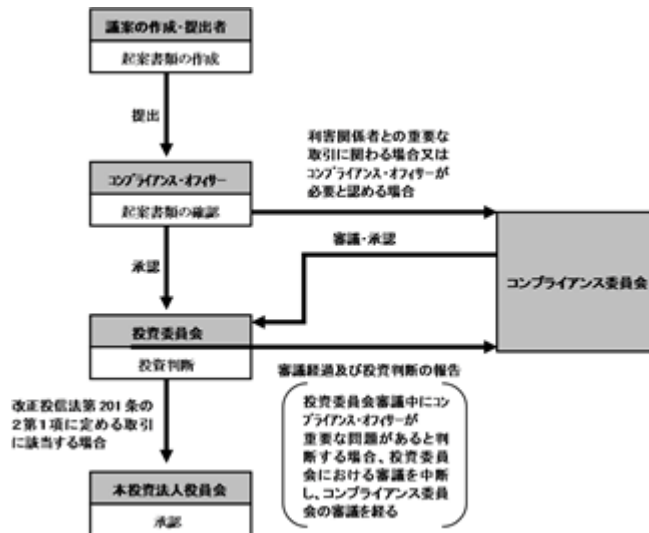 議案の作成・提出者
起案書類の作成
提出
利害関係者との重要な
取引に関わる場合又は
コンプライアンス・オフィサーが
必要と認める場合
コンプライアンス・オフィサー
起案書類の確認
審議・承認
コンプライアンス委員会
承認
投資委員会
投資判断
審議経過及び投資判断の報告
改正投信法第201条の
2第1項に定める取引
に該当する場合
投資委員会審議中にコン
プライアンス・オフィサーが
重要な問題があると判
断する場合、投資委員
会における審議を中断
し、コンプライアンス委員
会の審議を経る
本投資法人役員会
承認